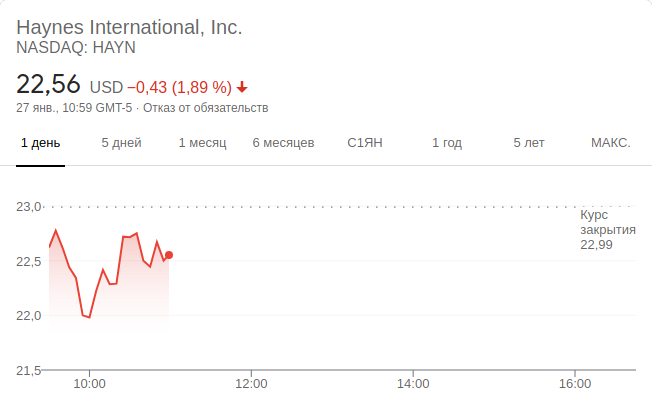 Haynes International, Inc.
NASDAQ: HAYN
22,56 USD −0,43 (1,89 %)
27 янв., 10:59 GMT-5 · Отказ от обязательств
1 день 5 дней 1 месяц 6 месяцев С1ЯН 1 год 5 лет МАКС.
23,0
Курс
закрытия
22,99
22,5
22,0
21,5
10:00 12:00 14:00 16:00